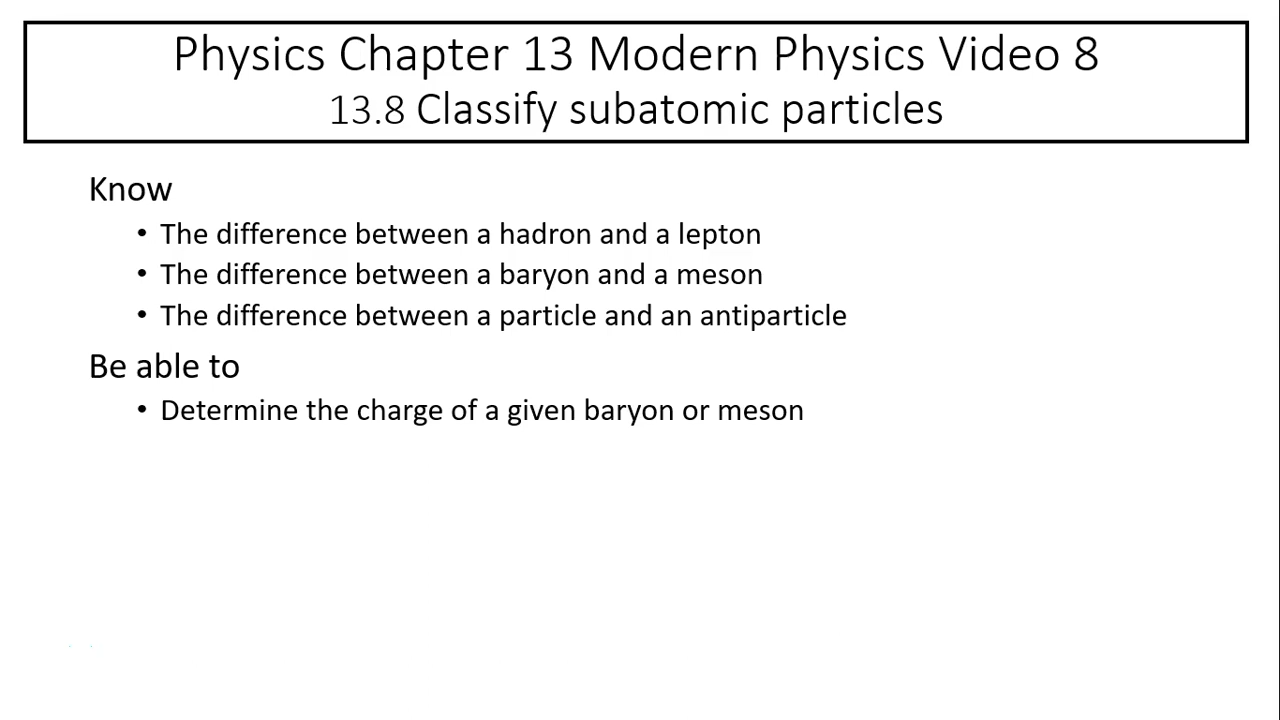 Physics Chapter 13 Modern Physics Video 8
13.8 Classify subatomic particles
Know
• The difference between a hadron and a lepton
• The difference between a baryon and a meson
• The difference between a particle and an antiparticle
Be able to
• Determine the charge of a given baryon or meson